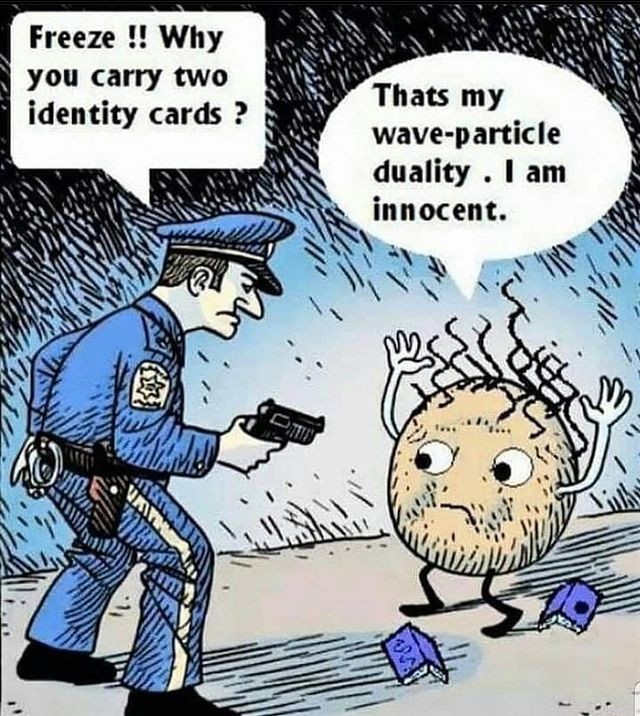 Freeze !! Why
you carry two
identity cards ?
Thats my
wave-particle
duality . I am
innocent.